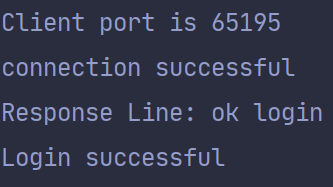 Client port is 65195
connection successful
Response Line: ok login
Login successful